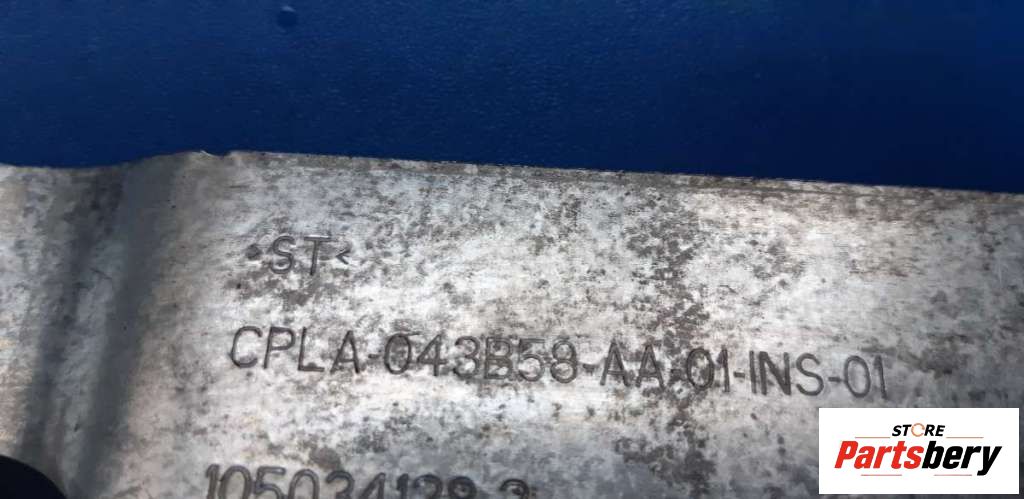 >ST<
CPLA-043B58-AA-01-INS-01
STORE
Partsbery